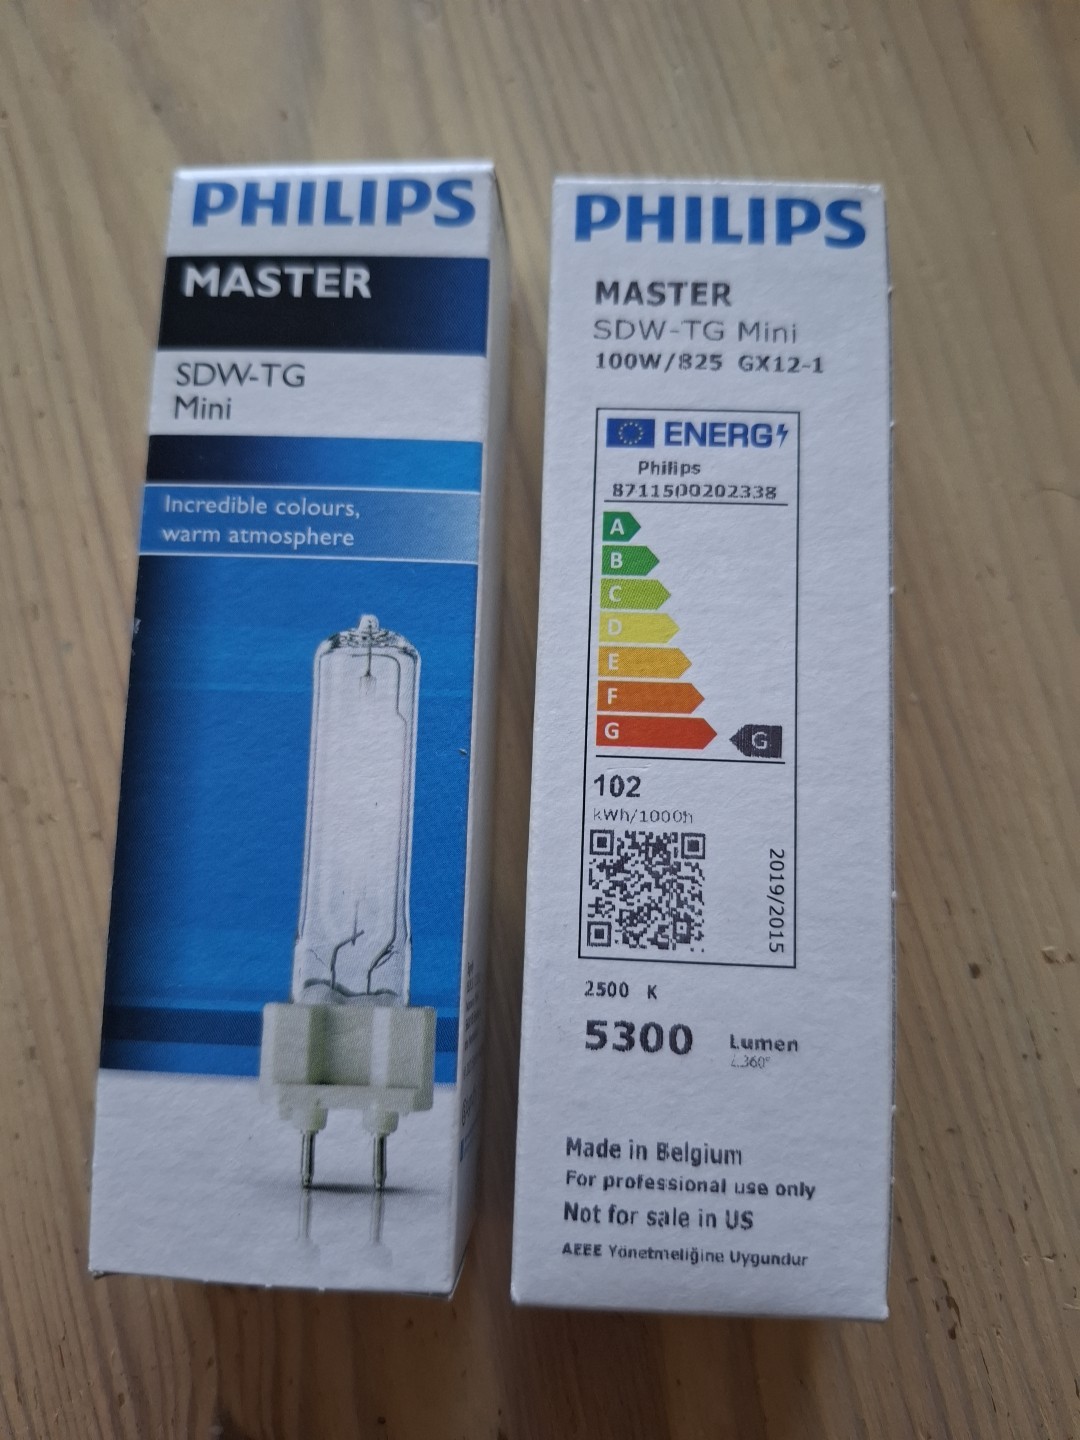 PHILIPS
MASTER
SDW-TG
Mini
Incredible colours,
warm atmosphere
PHILIPS
MASTER
SDW-TG Mini
100W/825 GX12-1
ENERG
Philips
8711500202338
A
B
C
D
E
F
G
G
102
kWh/1000h
2019/2015
2500 K
5300 Lumen
360°
Made in Belgium
For professional use only
Not for sale in US
AEEE Yönetmeliğine Uygundur